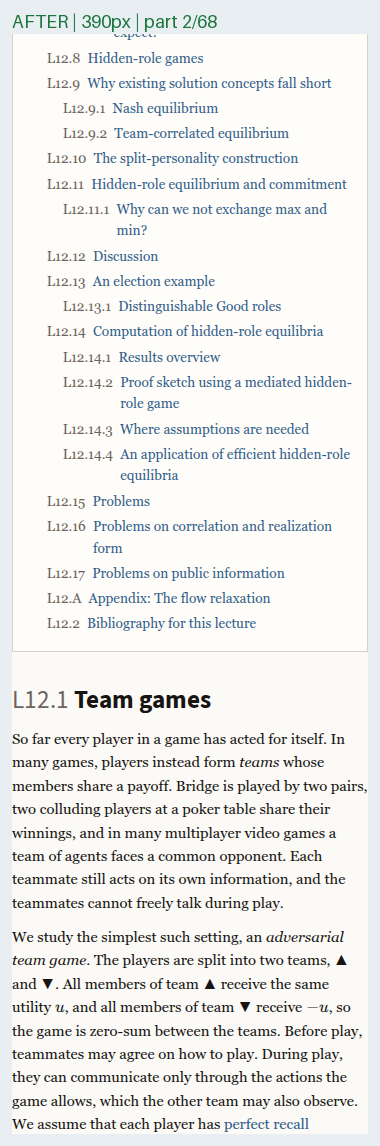 AFTER | 390px | part 2/68
expect?
L12.8 Hidden-role games
L12.9 Why existing solution concepts fall short
L12.9.1 Nash equilibrium
L12.9.2 Team-correlated equilibrium
L12.10 The split-personality construction
L12.11 Hidden-role equilibrium and commitment
L12.11.1 Why can we not exchange max and
min?
L12.12 Discussion
L12.13 An election example
L12.13.1 Distinguishable Good roles
L12.14 Computation of hidden-role equilibria
L12.14.1 Results overview
L12.14.2 Proof sketch using a mediated hidden-
role game
L12.14.3 Where assumptions are needed
L12.14.4 An application of efficient hidden-role
equilibria
L12.15 Problems
L12.16 Problems on correlation and realization
form
L12.17 Problems on public information
L12.A Appendix: The flow relaxation
L12.2 Bibliography for this lecture
L12.1 Team games
So far every player in a game has acted for itself. In
many games, players instead form teams whose
members share a payoff. Bridge is played by two pairs,
two colluding players at a poker table share their
winnings, and in many multiplayer video games a
team of agents faces a common opponent. Each
teammate still acts on its own information, and the
teammates cannot freely talk during play.
We study the simplest such setting, an adversarial
team game. The players are split into two teams, ▲
and ▼. All members of team ▲ receive the same
utility u, and all members of team ▼ receive −u, so
the game is zero-sum between the teams. Before play,
teammates may agree on how to play. During play,
they can communicate only through the actions the
game allows, which the other team may also observe.
We assume that each player has perfect recall